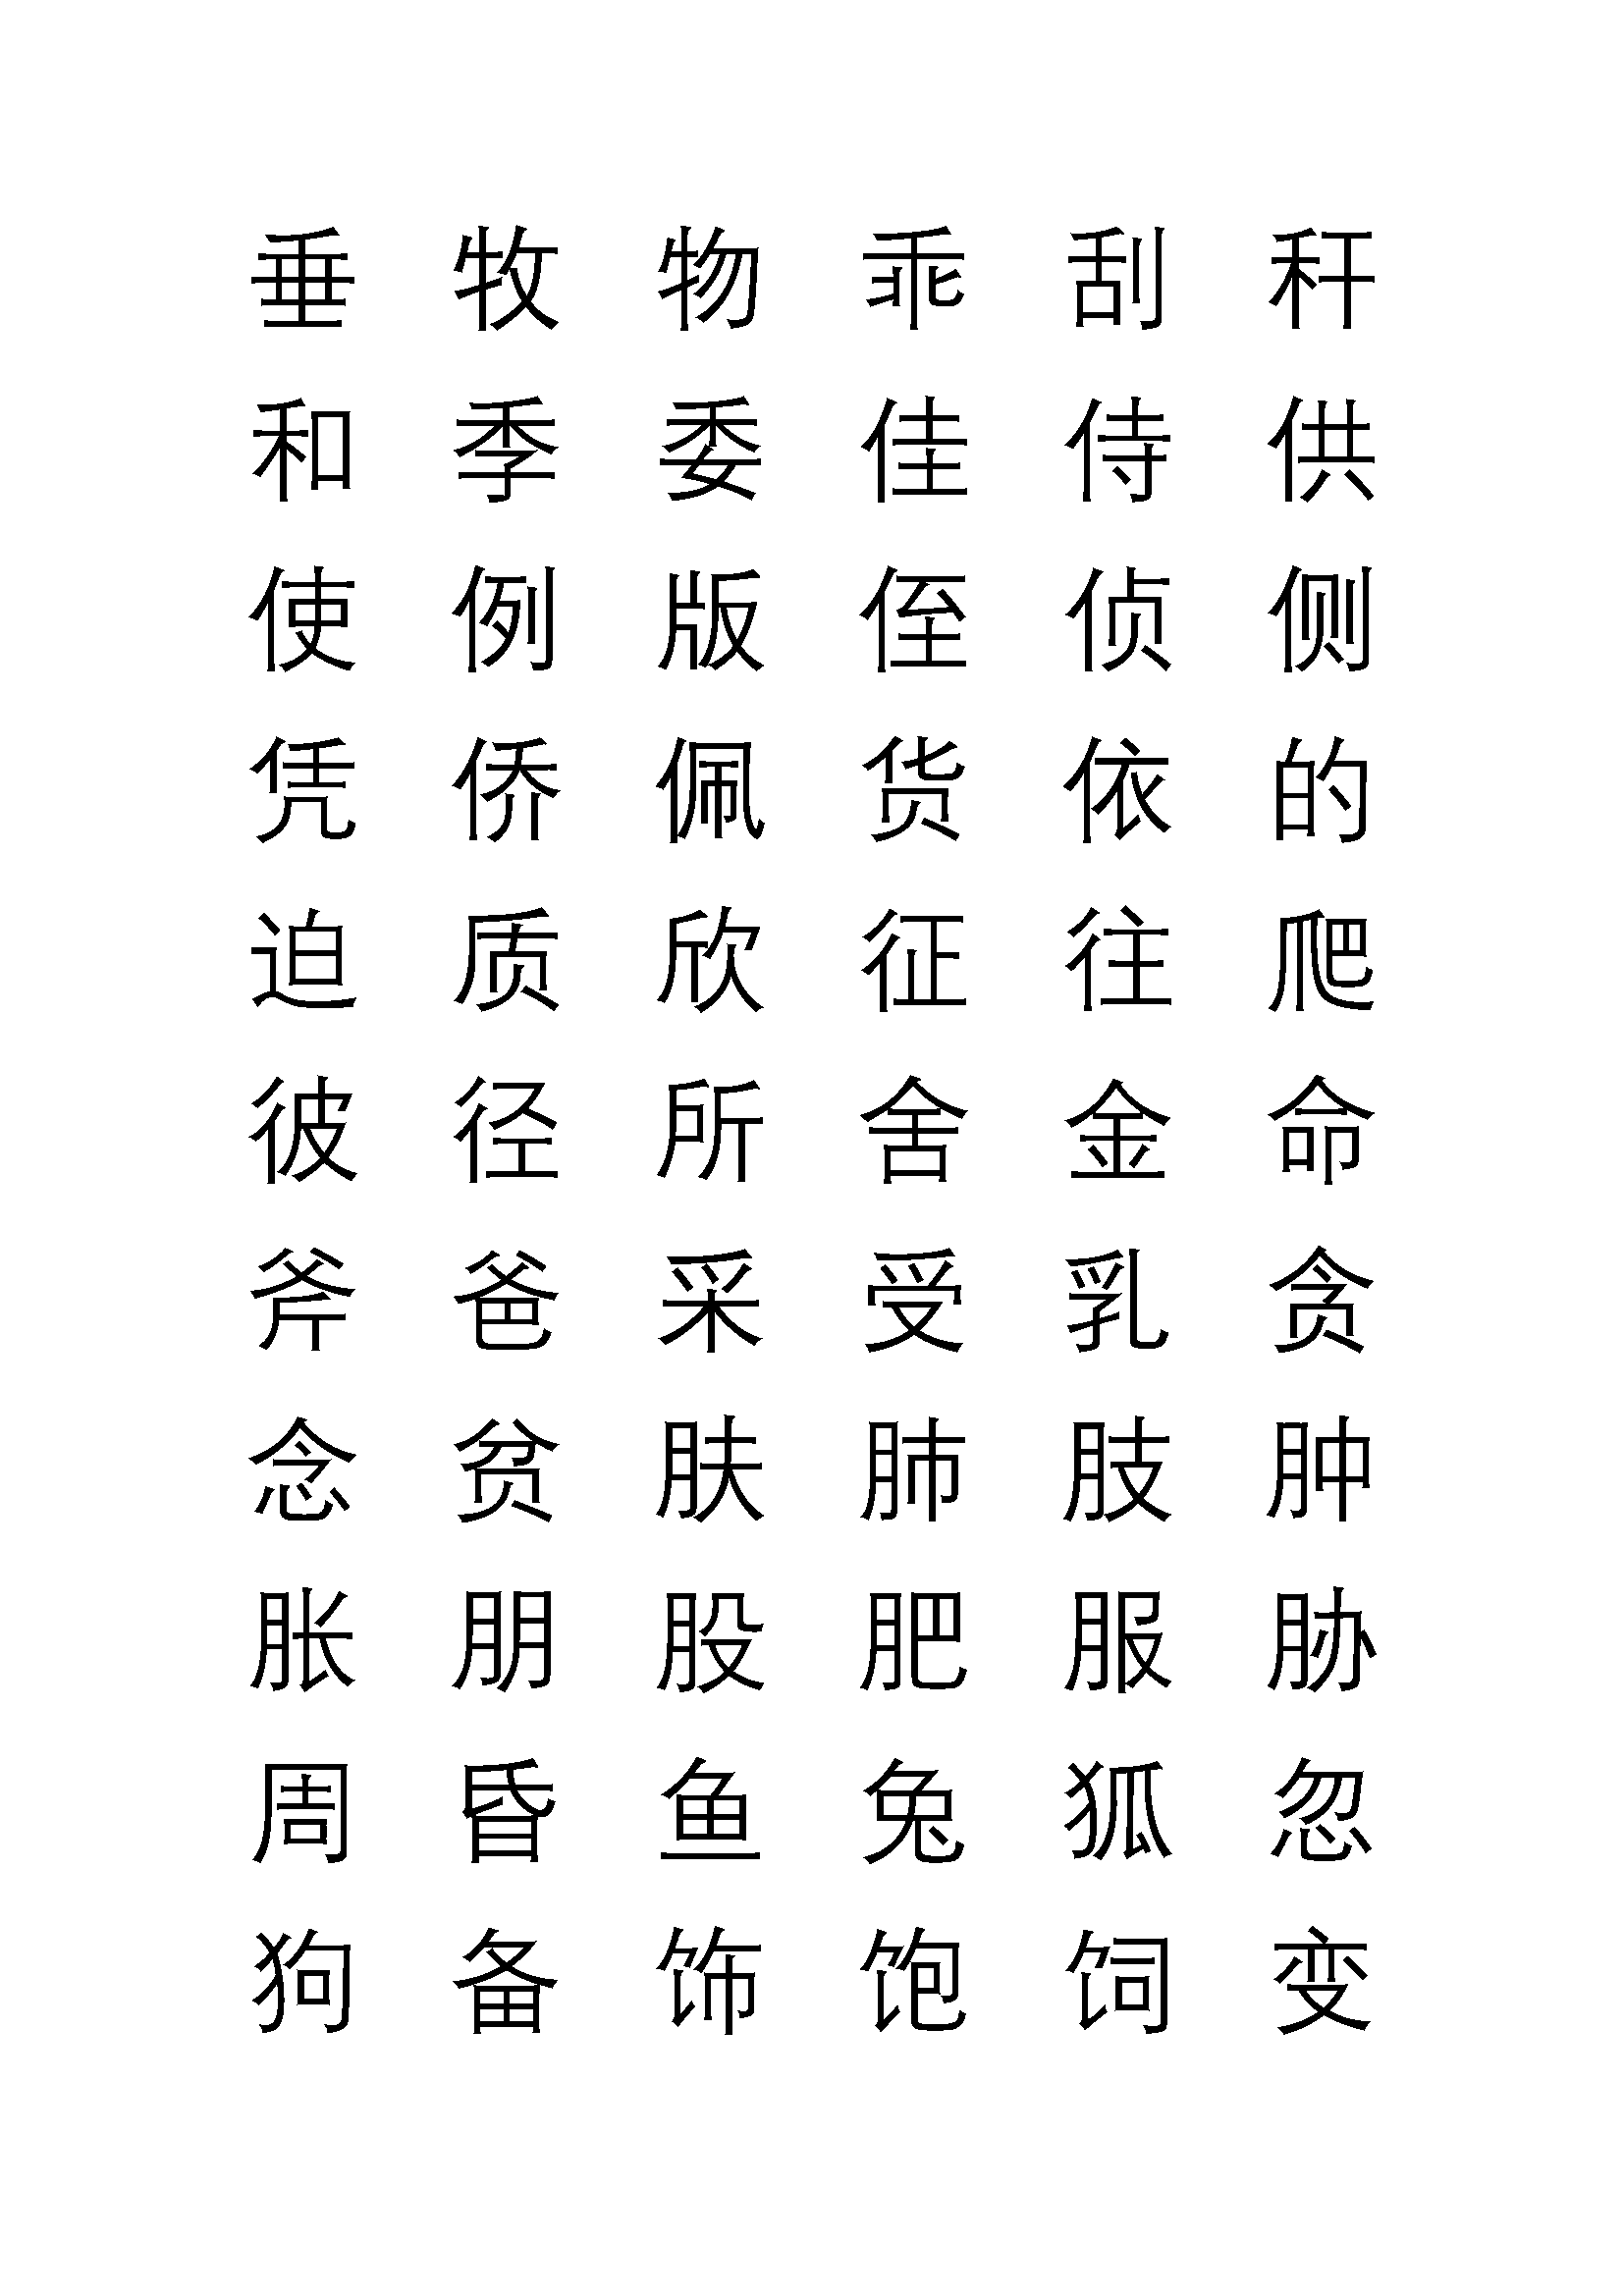 垂 牧 物 乖 刮 秆
和 季 委 佳 侍 供
使 例 版 侄 侦 侧
凭 侨 佩 货 依 的
迫 质 欣 征 往 爬
彼 径 所 舍 金 命
斧 爸 采 受 乳 贪
念 贫 肤 肺 肢 肿
胀 朋 股 肥 服 胁
周 昏 鱼 兔 狐 忽
狗 备 饰 饱 饲 变